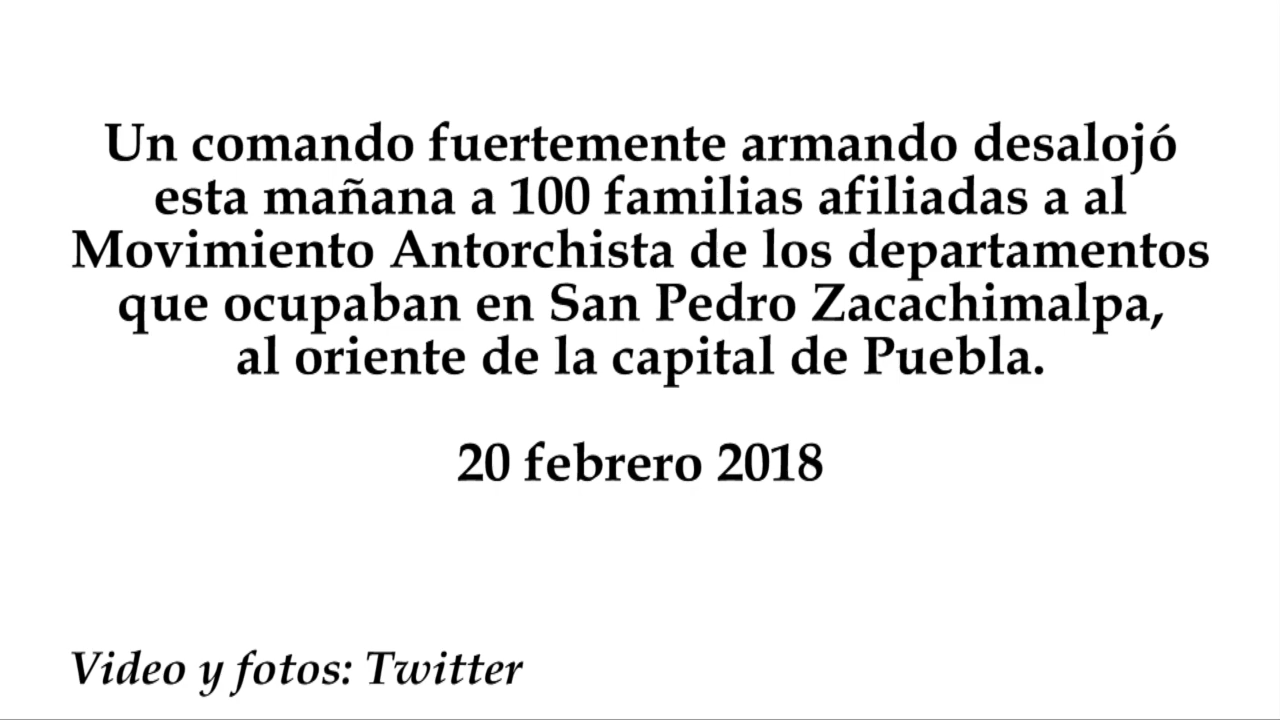 Un comando fuertemente armando desalojó
esta mañana a 100 familias afiliadas a al
Movimiento Antorchista de los departamentos
que ocupaban en San Pedro Zacachimalpa,
al oriente de la capital de Puebla.
20 febrero 2018
Video y fotos: Twitter